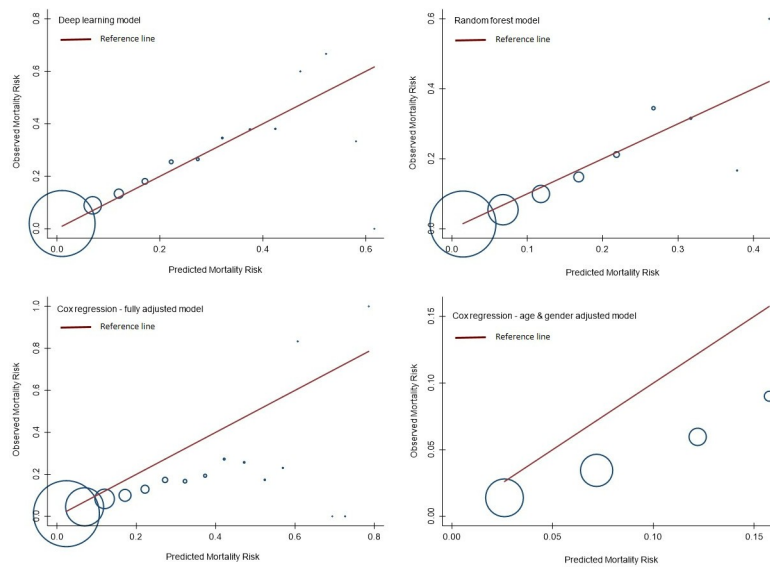 Deep learning model
Reference line
0.8
0.6
0.4
0.2
0.0
Observed Mortality Risk
0.0 0.2 0.4 0.6
Predicted Mortality Risk
Random forest model
Reference line
0.6
0.4
0.2
0
Observed Mortality Risk
0.0 0.1 0.2 0.3 0.4
Predicted Mortality Risk
Cox regression - fully adjusted model
Reference line
1.0
0.8
0.6
0.4
0.2
0.0
Observed Mortality Risk
0.0 0.2 0.4 0.6 0.8
Predicted Mortality Risk
Cox regression - age & gender adjusted model
Reference line
0.15
0.10
0.05
0.00
Observed Mortality Risk
0.00 0.05 0.10 0.15
Predicted Mortality Risk